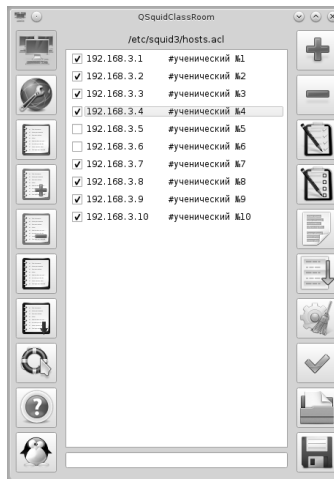 QSquidClassRoom
/etc/squid3/hosts.acl
192.168.3.1 #ученический №1
192.168.3.2 #ученический №2
192.168.3.3 #ученический №3
192.168.3.4 #ученический №4
192.168.3.5 #ученический №5
192.168.3.6 #ученический №6
192.168.3.7 #ученический №7
192.168.3.8 #ученический №8
192.168.3.9 #ученический №9
192.168.3.10 #ученический №10